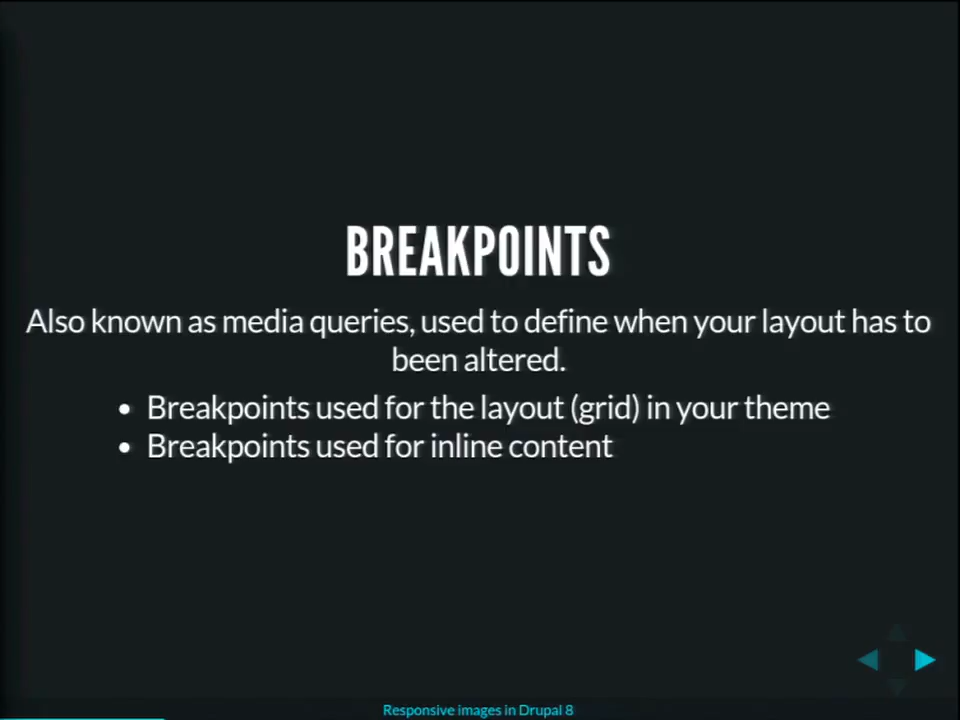 BREAKPOINTS
Also known as media queries, used to define when your layout has to
been altered.
• Breakpoints used for the layout (grid) in your theme
• Breakpoints used for inline content
Responsive images in Drupal 8